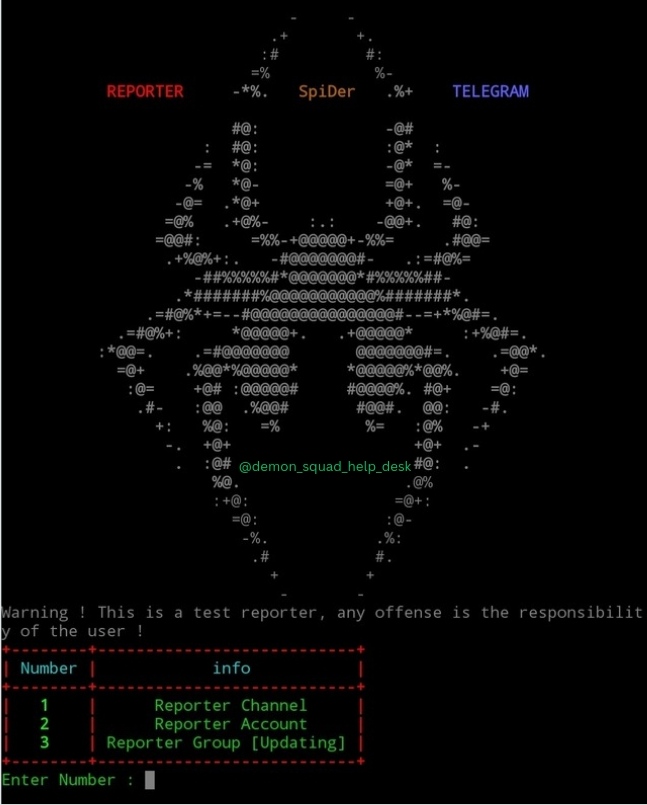 REPORTER SpiDer TELEGRAM
@demon_squad_help_desk
Warning ! This is a test reporter, any offense is the responsibilit
y of the user !
Number info
1 Reporter Channel
2 Reporter Account
3 Reporter Group [Updating]
Enter Number :